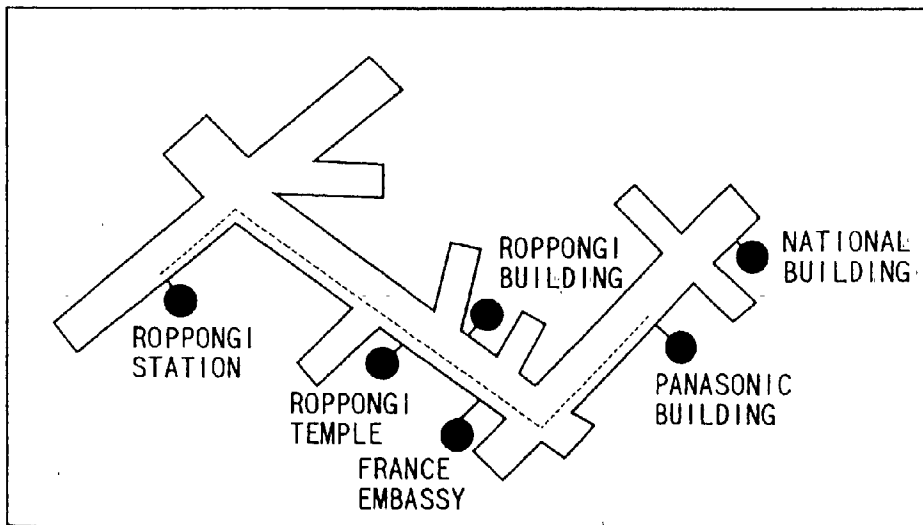 ROPPONGI
BUILDING
NATIONAL
BUILDING
ROPPONGI
STATION
ROPPONGI
TEMPLE
PANASONIC
BUILDING
FRANCE
EMBASSY